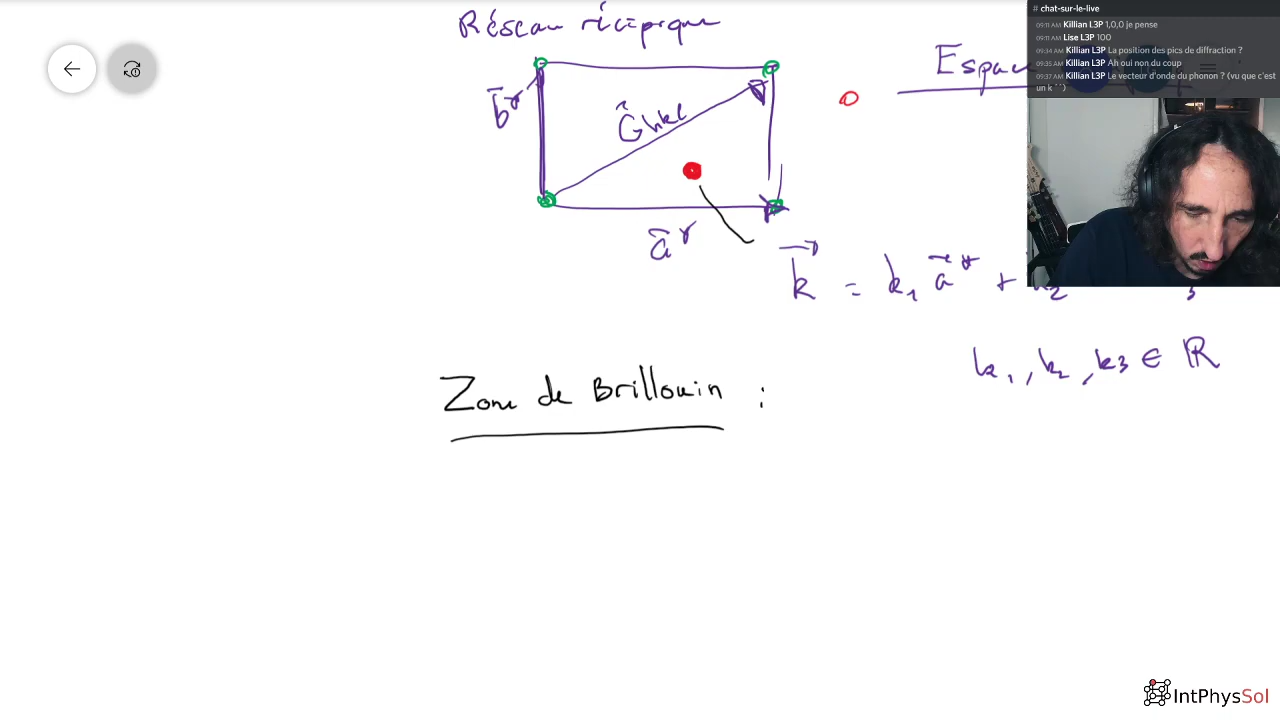 Réseau réciproque
# chat-sur-le-live
09:11 AM Killian L3P 1,0,0 je pense
09:11 AM Lise L3P 100
09:34 AM Killian L3P La position des pics de diffraction ?
09:35 AM Killian L3P Ah oui non du coup
09:37 AM Killian L3P Le vecteur d'onde du phonon ? (vu que c'est
un k ^^)
b*
Ghkl
a*
k = k1 a* + k2
3
k1, k2, k3 ∈ ℝ
Zone de Brillouin :
IntPhysSol